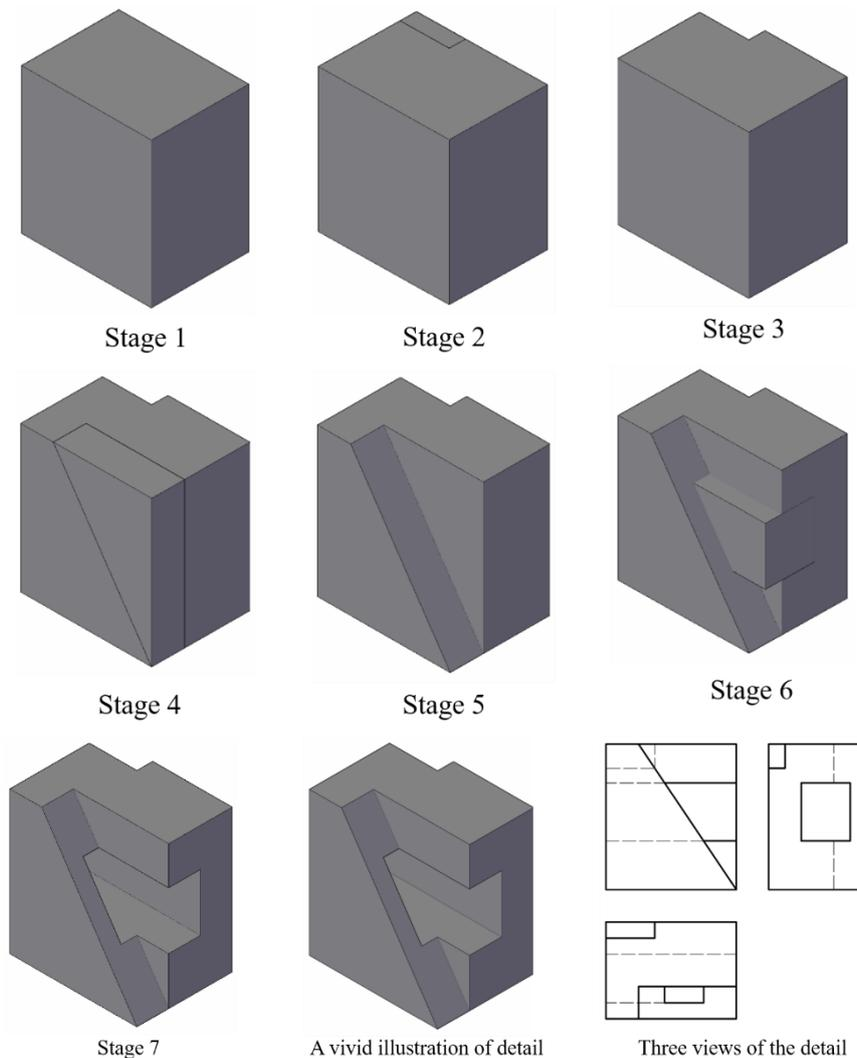 Stage 1
Stage 2
Stage 3
Stage 4
Stage 5
Stage 6
Stage 7
A vivid illustration of detail
Three views of the detail